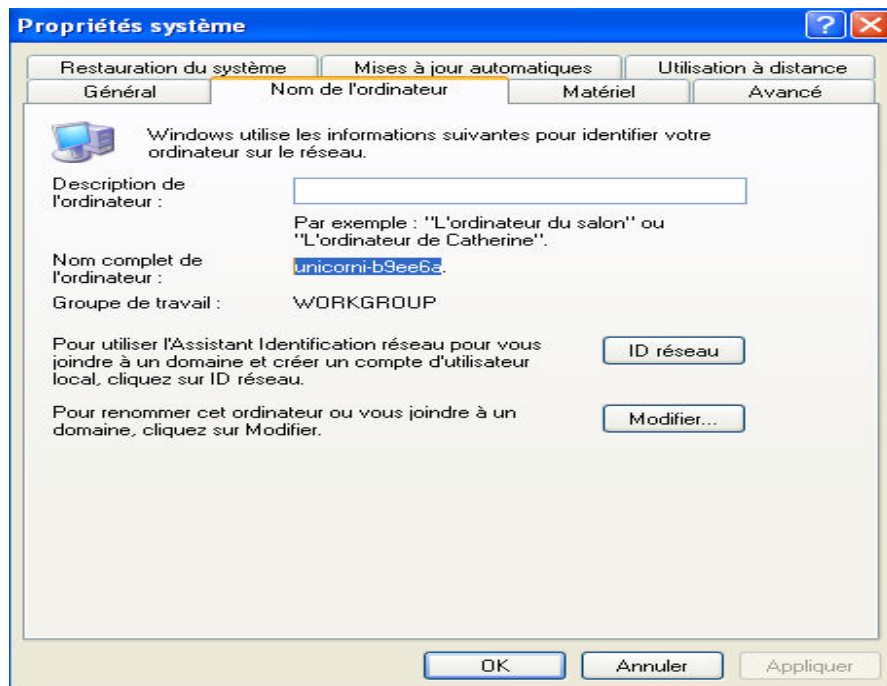 Propriétés système
Restauration du système Mises à jour automatiques Utilisation à distance
Général Nom de l'ordinateur Matériel Avancé
Windows utilise les informations suivantes pour identifier votre
ordinateur sur le réseau.
Description de
l'ordinateur :
Par exemple : "L'ordinateur du salon" ou
"L'ordinateur de Catherine".
Nom complet de
l'ordinateur :
unicorni-b9ee6a.
Groupe de travail : WORKGROUP
Pour utiliser l'Assistant Identification réseau pour vous
joindre à un domaine et créer un compte d'utilisateur
local, cliquez sur ID réseau.
ID réseau
Pour renommer cet ordinateur ou vous joindre à un
domaine, cliquez sur Modifier.
Modifier...
OK Annuler Appliquer